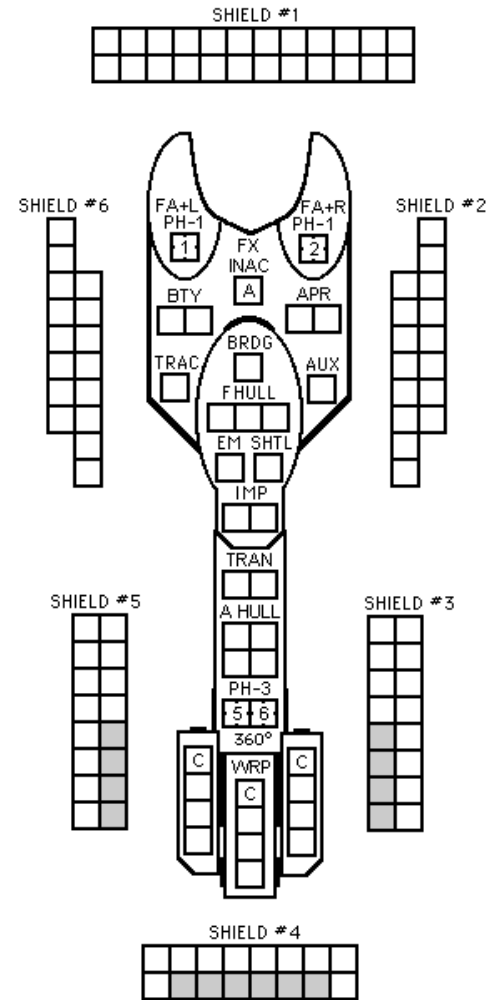 SHIELD #1
SHIELD #6
SHIELD #2
FA+L
PH-1
1
FA+R
PH-1
2
FX
INAC
A
BTY
APR
BRDG
TRAC
AUX
F HULL
EM SHTL
IMP
TRAN
SHIELD #5
SHIELD #3
A HULL
PH-3
5 6
360°
C
WRP
C
C
SHIELD #4